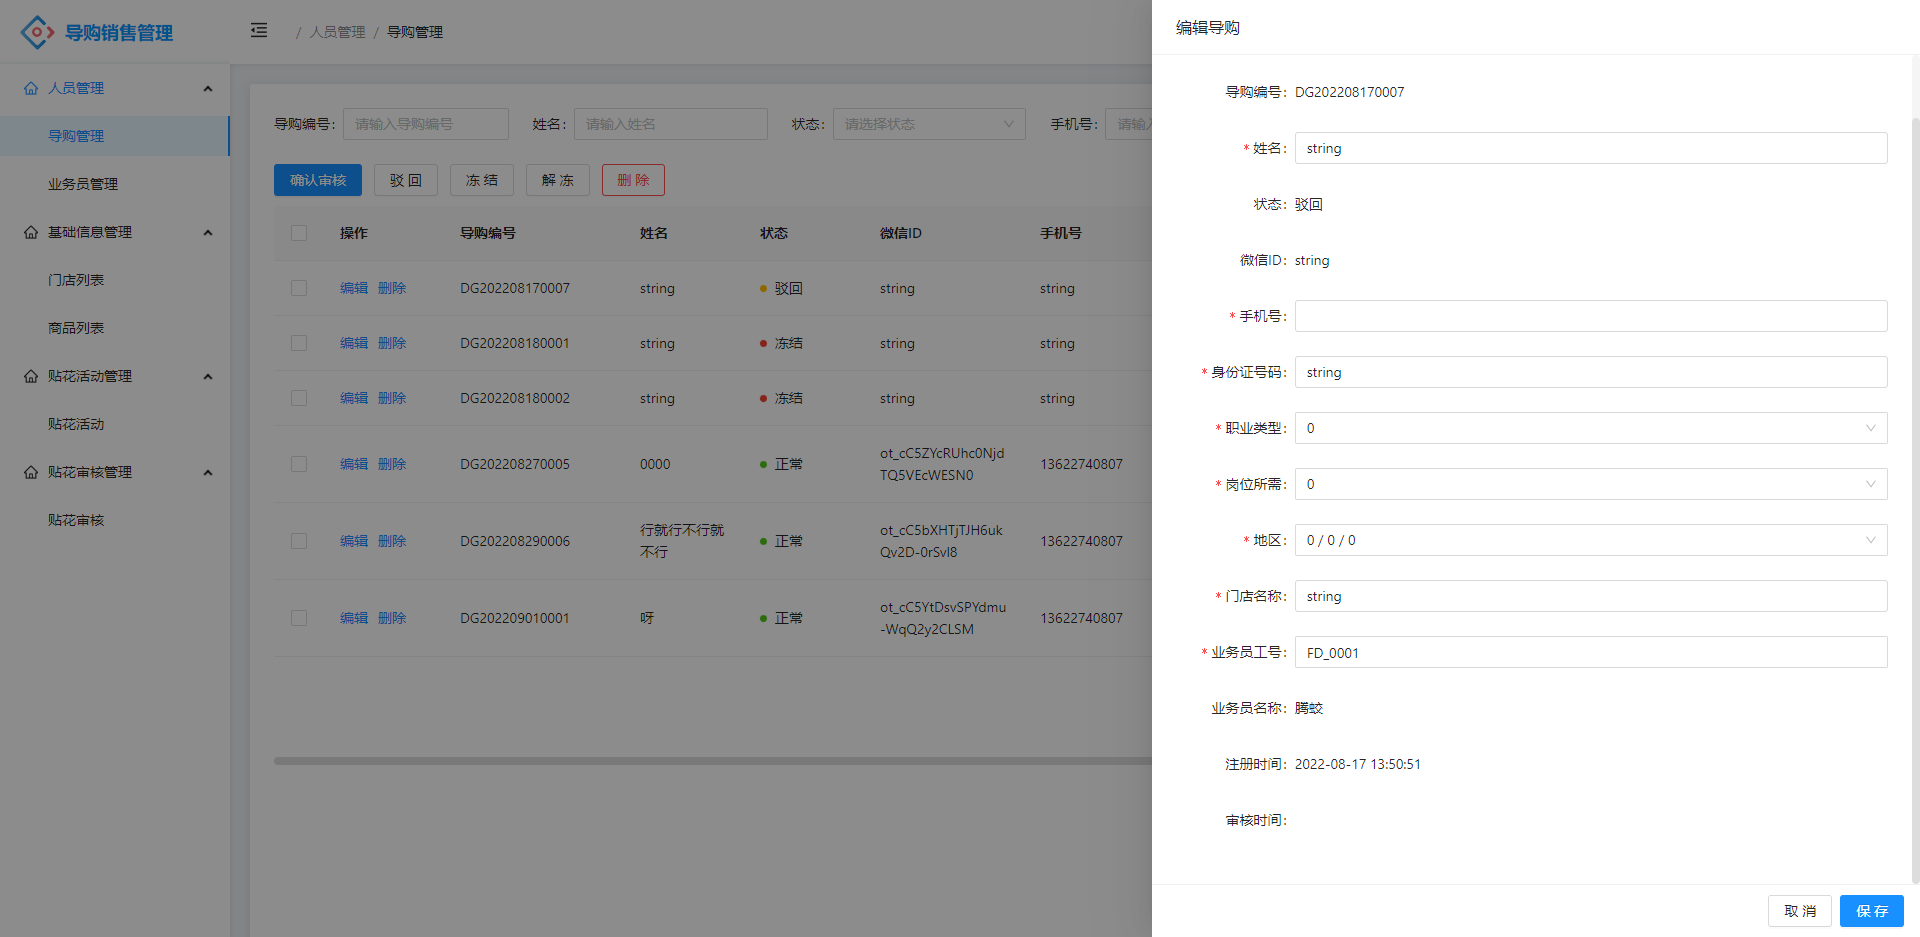 导购销售管理
/ 人员管理 / 导购管理
人员管理
导购管理
业务员管理
基础信息管理
门店列表
商品列表
贴花活动管理
贴花活动
贴花审核管理
贴花审核
导购编号: 请输入导购编号 姓名: 请输入姓名 状态: 请选择状态 手机号: 请输入
确认审核 驳 回 冻 结 解 冻 删 除
操作 导购编号 姓名 状态 微信ID 手机号
编辑 删除 DG202208170007 string 驳回 string string
编辑 删除 DG202208180001 string 冻结 string string
编辑 删除 DG202208180002 string 冻结 string string
编辑 删除 DG202208270005 0000 正常 ot_cC5ZYcRUhc0Njd
TQ5VEcWESN0 13622740807
编辑 删除 DG202208290006 行就行不行就
不行 正常 ot_cC5bXHTjTJH6uk
Qv2D-0rSvI8 13622740807
编辑 删除 DG202209010001 呀 正常 ot_cC5YtDsvSPYdmu
-WqQ2y2CLSM 13622740807
编辑导购
导购编号: DG202208170007
* 姓名: string
状态: 驳回
微信ID: string
* 手机号:
* 身份证号码: string
* 职业类型: 0
* 岗位所需: 0
* 地区: 0 / 0 / 0
* 门店名称: string
* 业务员工号: FD_0001
业务员名称: 腾蛟
注册时间: 2022-08-17 13:50:51
审核时间:
取 消 保 存